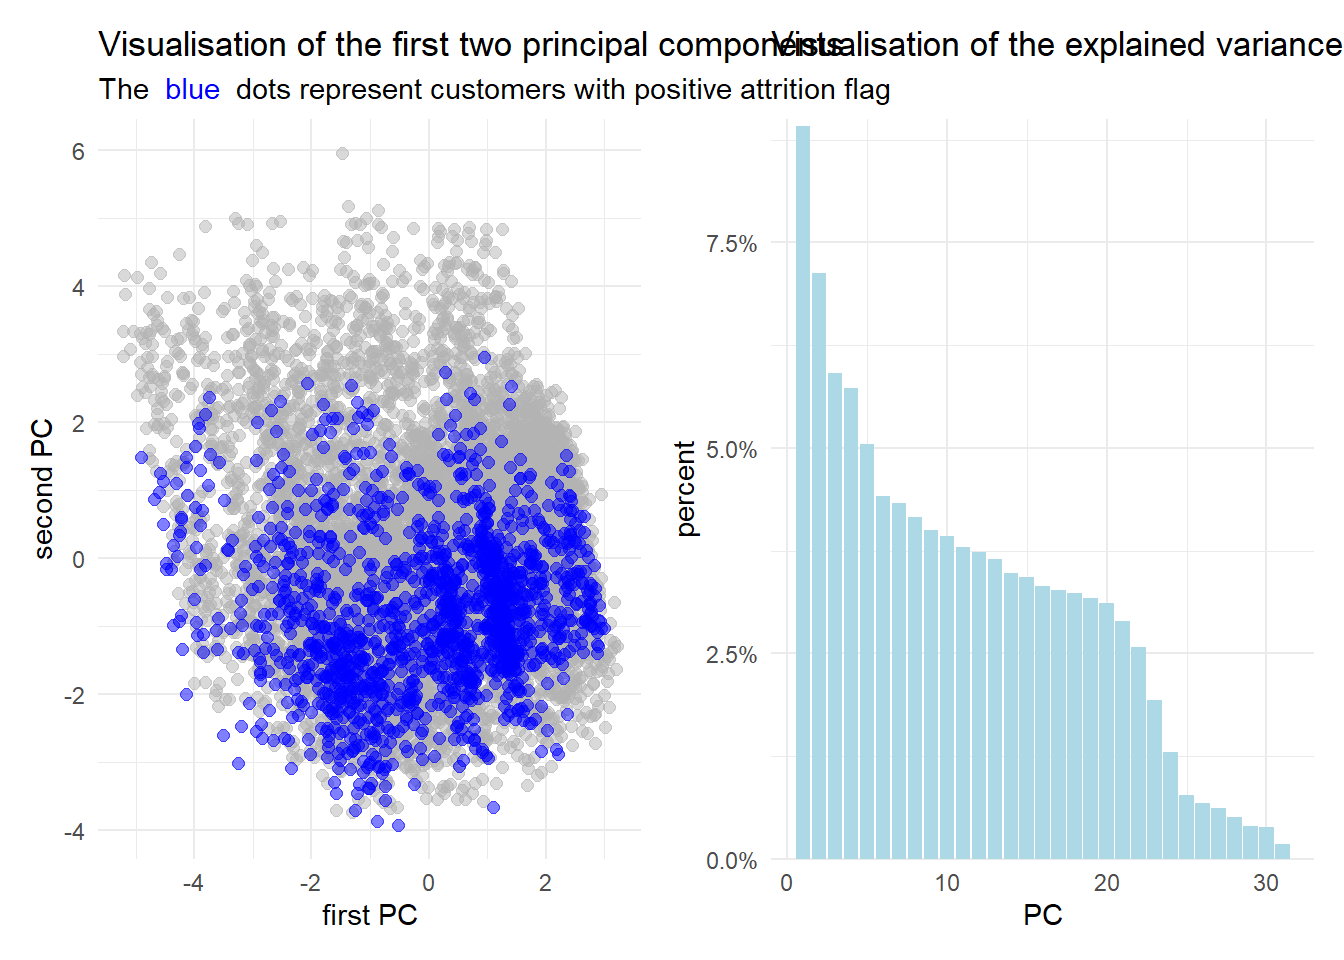 Visualisation of the first two principal components
The blue dots represent customers with positive attrition flag
6
4
2
0
-2
-4
second PC
-4 -2 0 2
first PC
Visualisation of the explained variance
7.5%
5.0%
2.5%
0.0%
percent
0 10 20 30
PC